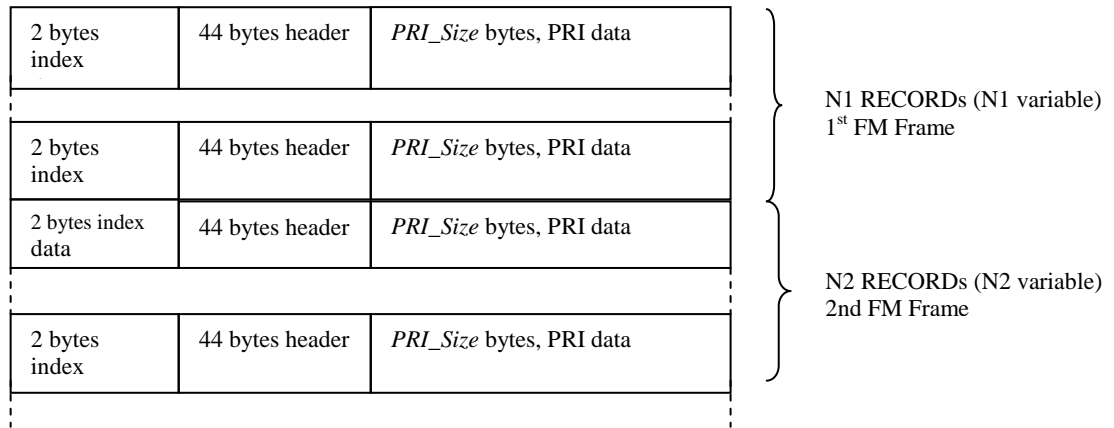 2 bytes index
44 bytes header
PRI_Size bytes, PRI data
2 bytes index
44 bytes header
PRI_Size bytes, PRI data
N1 RECORDs (N1 variable)
1st FM Frame
2 bytes index data
44 bytes header
PRI_Size bytes, PRI data
2 bytes index
44 bytes header
PRI_Size bytes, PRI data
N2 RECORDs (N2 variable)
2nd FM Frame